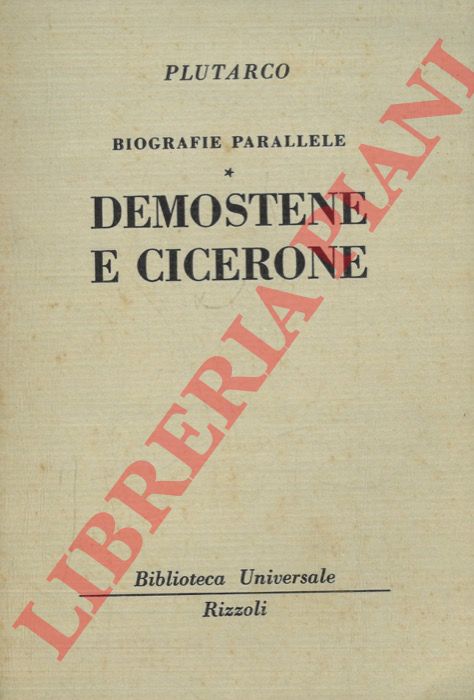 PLUTARCO
BIOGRAFIE PARALLELE
*
DEMOSTENE
E CICERONE
LIBRERIA PIANI
Biblioteca Universale
Rizzoli